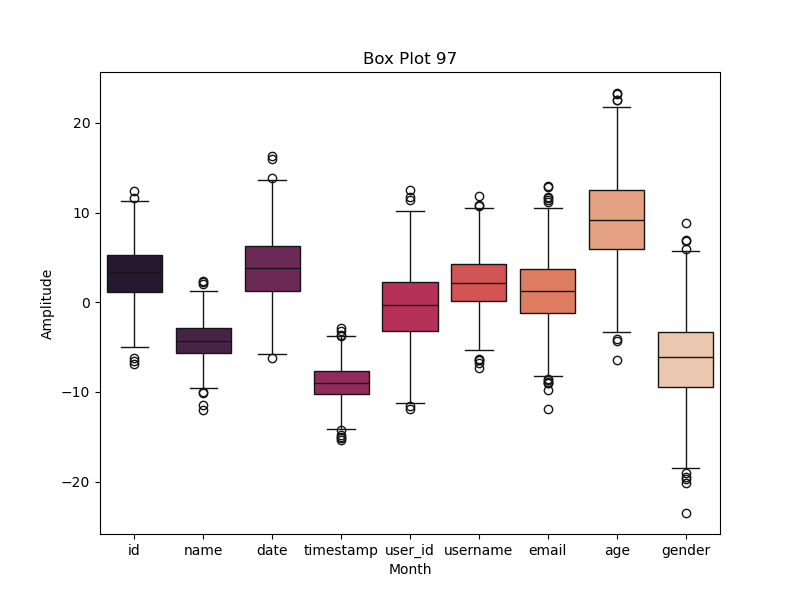 Box Plot 97
Amplitude
20
10
0
−10
−20
id name date timestamp user_id username email age gender
Month